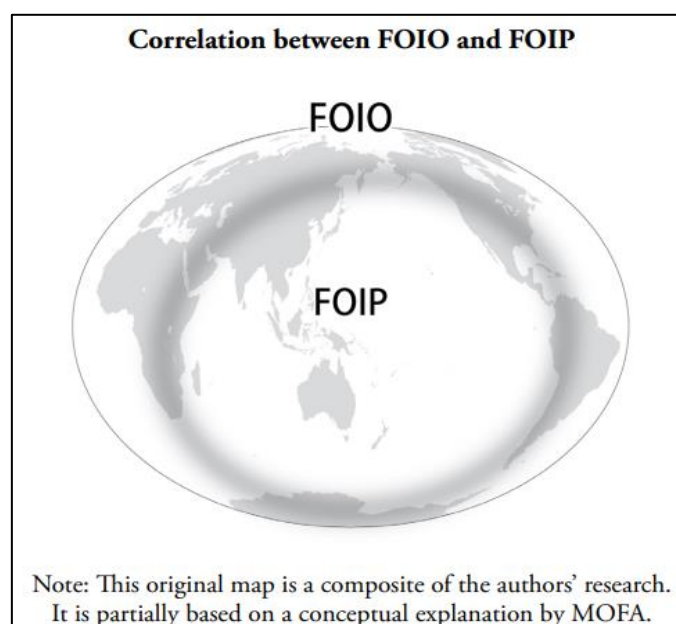 Correlation between FOIO and FOIP
FOIO
FOIP
Note: This original map is a composite of the authors’ research.
It is partially based on a conceptual explanation by MOFA.